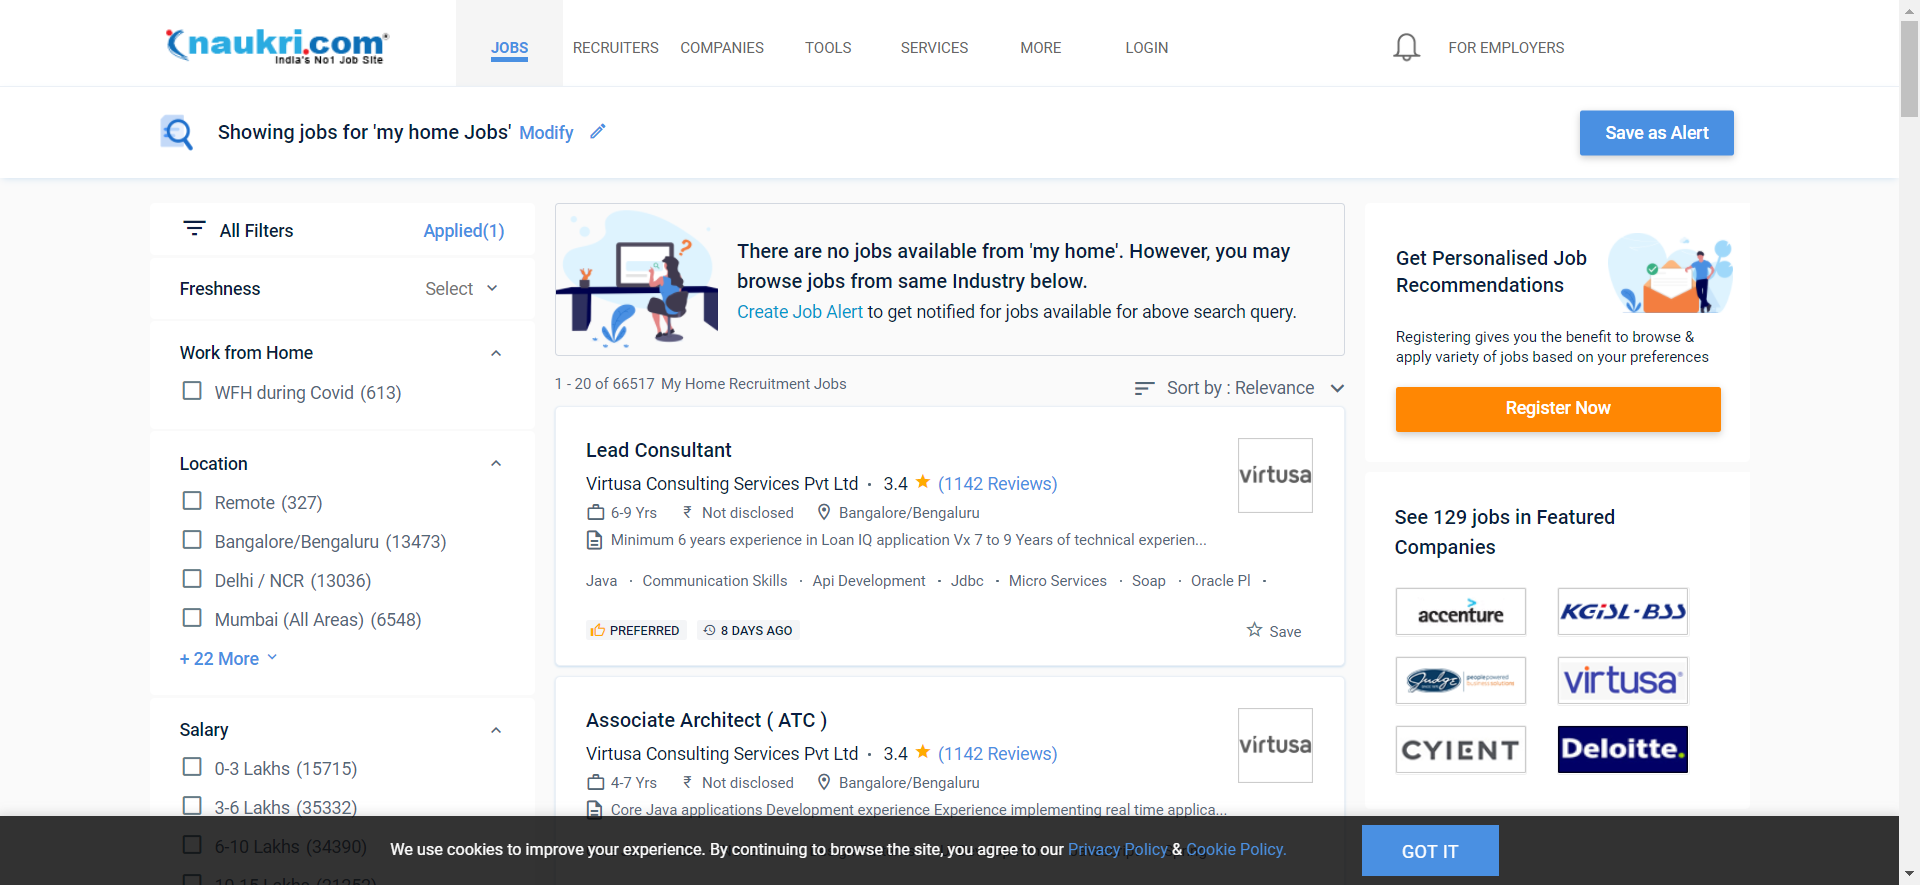 naukri.com
India's No1 Job Site
JOBS
RECRUITERS
COMPANIES
TOOLS
SERVICES
MORE
LOGIN
FOR EMPLOYERS
Showing jobs for 'my home Jobs' Modify
Save as Alert
All Filters
Applied(1)
Freshness
Select
Work from Home
WFH during Covid (613)
Location
Remote (327)
Bangalore/Bengaluru (13473)
Delhi / NCR (13036)
Mumbai (All Areas) (6548)
+ 22 More
Salary
0-3 Lakhs (15715)
3-6 Lakhs (35332)
6-10 Lakhs (34390)
There are no jobs available from 'my home'. However, you may
browse jobs from same Industry below.
Create Job Alert to get notified for jobs available for above search query.
1 - 20 of 66517 My Home Recruitment Jobs
Sort by : Relevance
Lead Consultant
Virtusa Consulting Services Pvt Ltd · 3.4 (1142 Reviews)
6-9 Yrs ₹ Not disclosed Bangalore/Bengaluru
Minimum 6 years experience in Loan IQ application Vx 7 to 9 Years of technical experien...
Java · Communication Skills · Api Development · Jdbc · Micro Services · Soap · Oracle Pl ·
PREFERRED
8 DAYS AGO
Save
virtusa
Associate Architect ( ATC )
Virtusa Consulting Services Pvt Ltd · 3.4 (1142 Reviews)
4-7 Yrs ₹ Not disclosed Bangalore/Bengaluru
Core Java applications Development experience Experience implementing real time applica...
virtusa
Get Personalised Job
Recommendations
Registering gives you the benefit to browse &
apply variety of jobs based on your preferences
Register Now
See 129 jobs in Featured
Companies
accenture
KGiSL-BSS
Judge
peoplepowered
business solutions
virtusa
CYIENT
Deloitte.
We use cookies to improve your experience. By continuing to browse the site, you agree to our Privacy Policy & Cookie Policy.
GOT IT